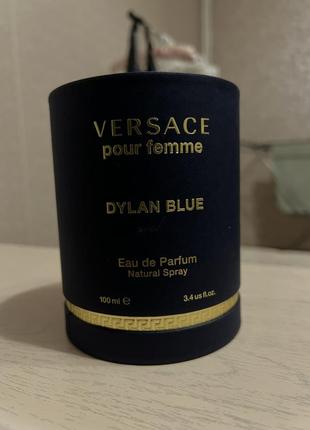 VERSACE
pour femme
DYLAN BLUE
Eau de Parfum
Natural Spray
100 ml ℮ 3.4 us fl.oz.